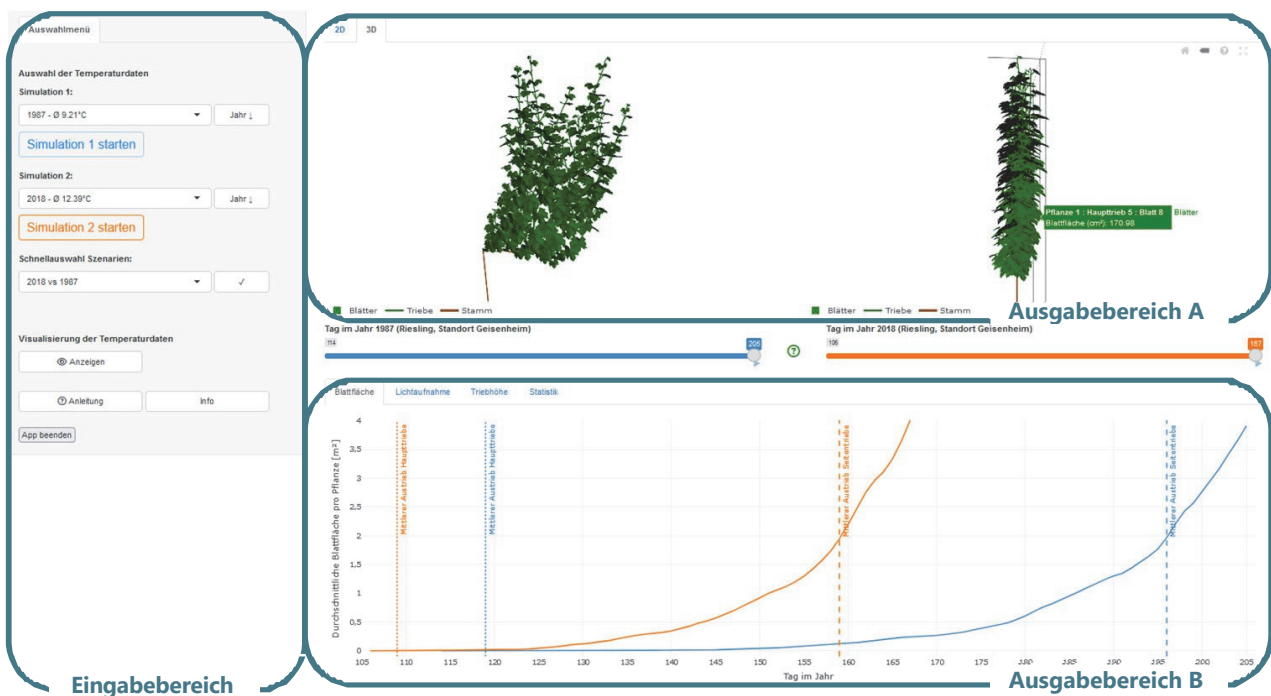 Auswahlmenü
Auswahl der Temperaturdaten
Simulation 1:
1987 - Ø 9.21°C
Jahr ↓
Simulation 1 starten
Simulation 2:
2018 - Ø 12.39°C
Jahr ↓
Simulation 2 starten
Schnellauswahl Szenarien:
2018 vs 1987
✓
Visualisierung der Temperaturdaten
Anzeigen
Anleitung
Info
App beenden
Eingabebereich
2D
3D
Pflanze 1 : Haupttrieb 5 : Blatt 8
Blattfläche (cm²): 170.98
Blätter
Blätter
Triebe
Stamm
Blätter
Triebe
Stamm
Ausgabebereich A
Tag im Jahr 1987 (Riesling, Standort Geisenheim)
114
205
Tag im Jahr 2018 (Riesling, Standort Geisenheim)
106
167
Blattfläche
Lichtaufnahme
Triebhöhe
Statistik
Durchschnittliche Blattfläche pro Pflanze [m²]
4
3,5
3
2,5
2
1,5
1
0,5
0
Mittlerer Austrieb Haupttriebe
Mittlerer Austrieb Haupttriebe
Mittlerer Austrieb Seitentriebe
Mittlerer Austrieb Seitentriebe
105
110
115
120
125
130
135
140
145
150
155
160
165
170
175
180
185
190
195
200
205
Tag im Jahr
Ausgabebereich B